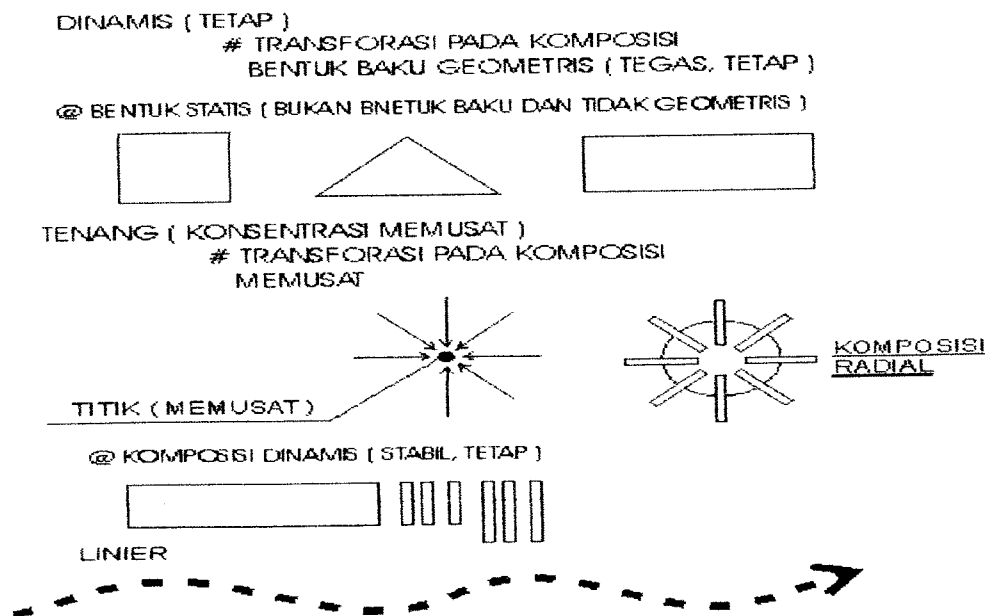 DINAMIS ( TETAP )
# TRANSFORASI PADA KOMPOSISI
BENTUK BAKU GEOMETRIS ( TEGAS, TETAP )
@ BENTUK STATIS ( BUKAN BNETUK BAKU DAN TIDAK GEOMETRIS )
TENANG ( KONSENTRASI MEMUSAT )
# TRANSFORASI PADA KOMPOSISI
MEMUSAT
KOMPOSISI
RADIAL
TITIK ( MEMUSAT )
@ KOMPOSISI DINAMIS ( STABIL, TETAP )
LINIER